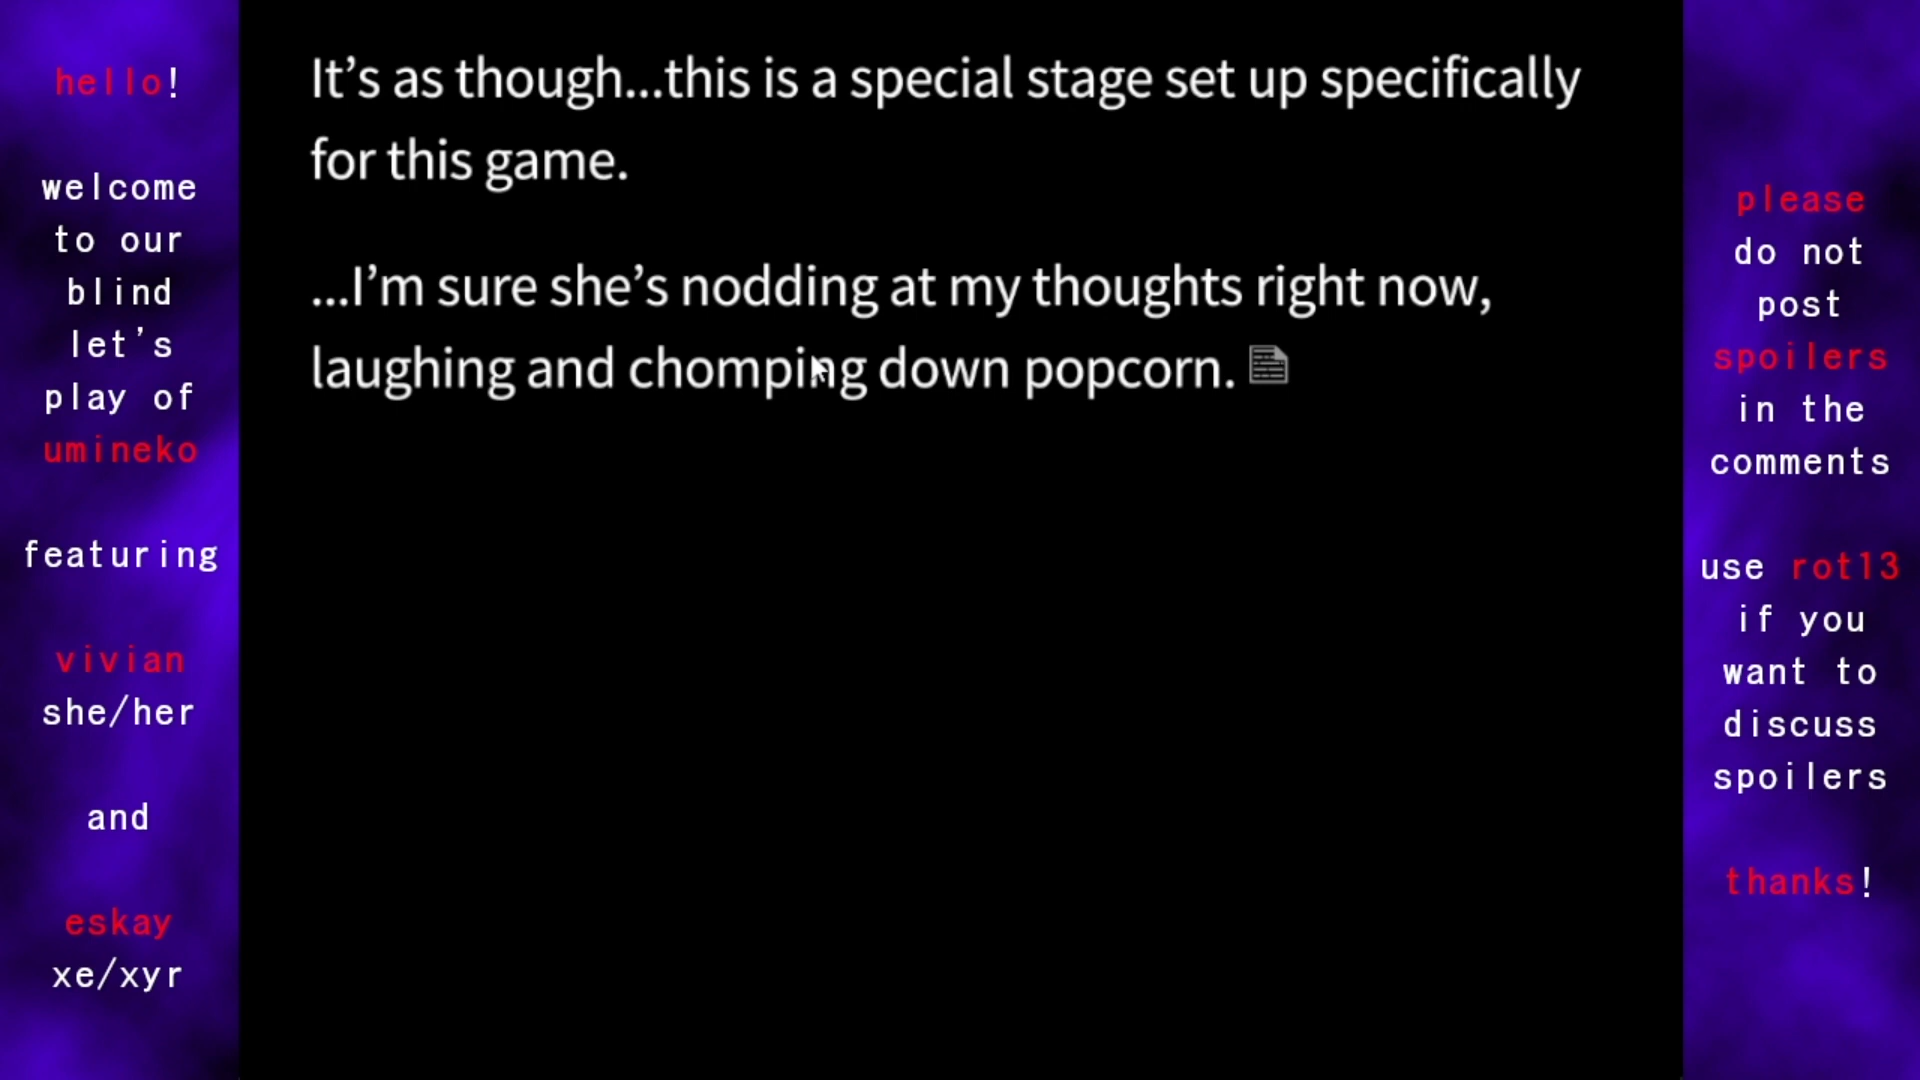 hello!
welcome
to our
blind
let's
play of
umineko
featuring
vivian
she/her
and
eskay
xe/xyr
It’s as though...this is a special stage set up specifically
for this game.
...I’m sure she’s nodding at my thoughts right now,
laughing and chomping down popcorn.
please
do not
post
spoilers
in the
comments
use rot13
if you
want to
discuss
spoilers
thanks!